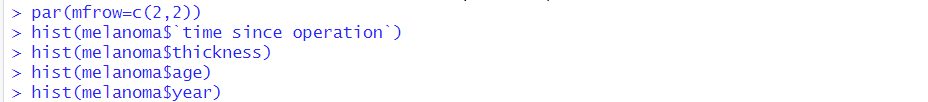 > par(mfrow=c(2,2))
> hist(melanoma$`time since operation`)
> hist(melanoma$thickness)
> hist(melanoma$age)
> hist(melanoma$year)